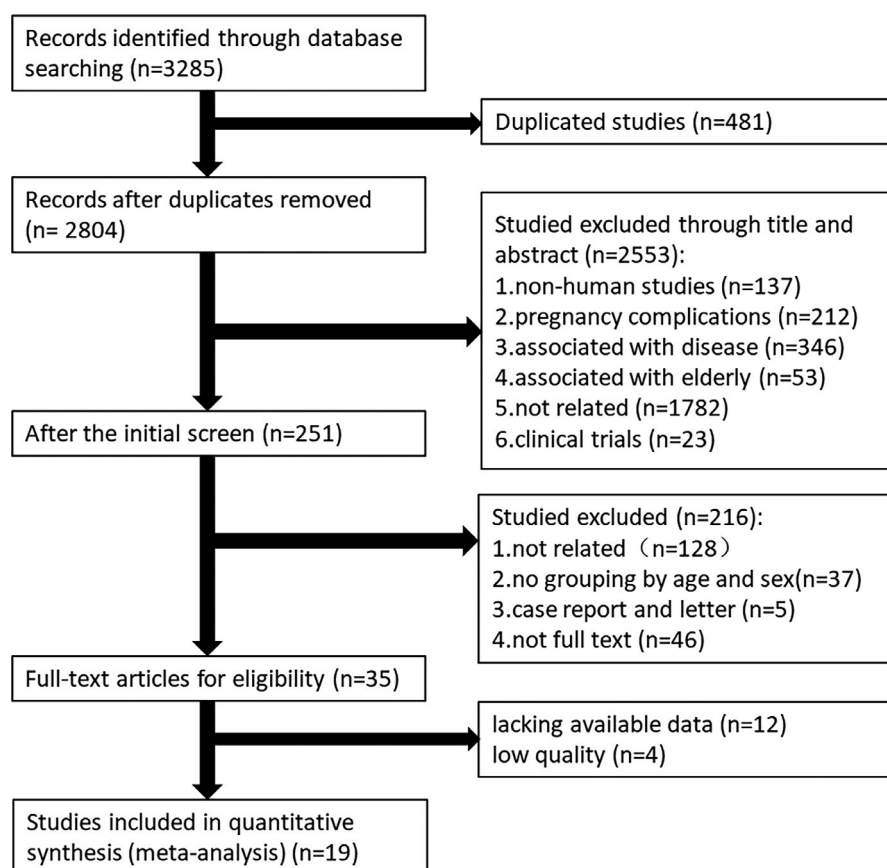 Records identified through database
searching (n=3285)
Duplicated studies (n=481)
Records after duplicates removed
(n= 2804)
Studied excluded through title and
abstract (n=2553):
1.non-human studies (n=137)
2.pregnancy complications (n=212)
3.associated with disease (n=346)
4.associated with elderly (n=53)
5.not related (n=1782)
6.clinical trials (n=23)
After the initial screen (n=251)
Studied excluded (n=216):
1.not related（n=128）
2.no grouping by age and sex(n=37)
3.case report and letter (n=5)
4.not full text (n=46)
Full-text articles for eligibility (n=35)
lacking available data (n=12)
low quality (n=4)
Studies included in quantitative
synthesis (meta-analysis) (n=19)